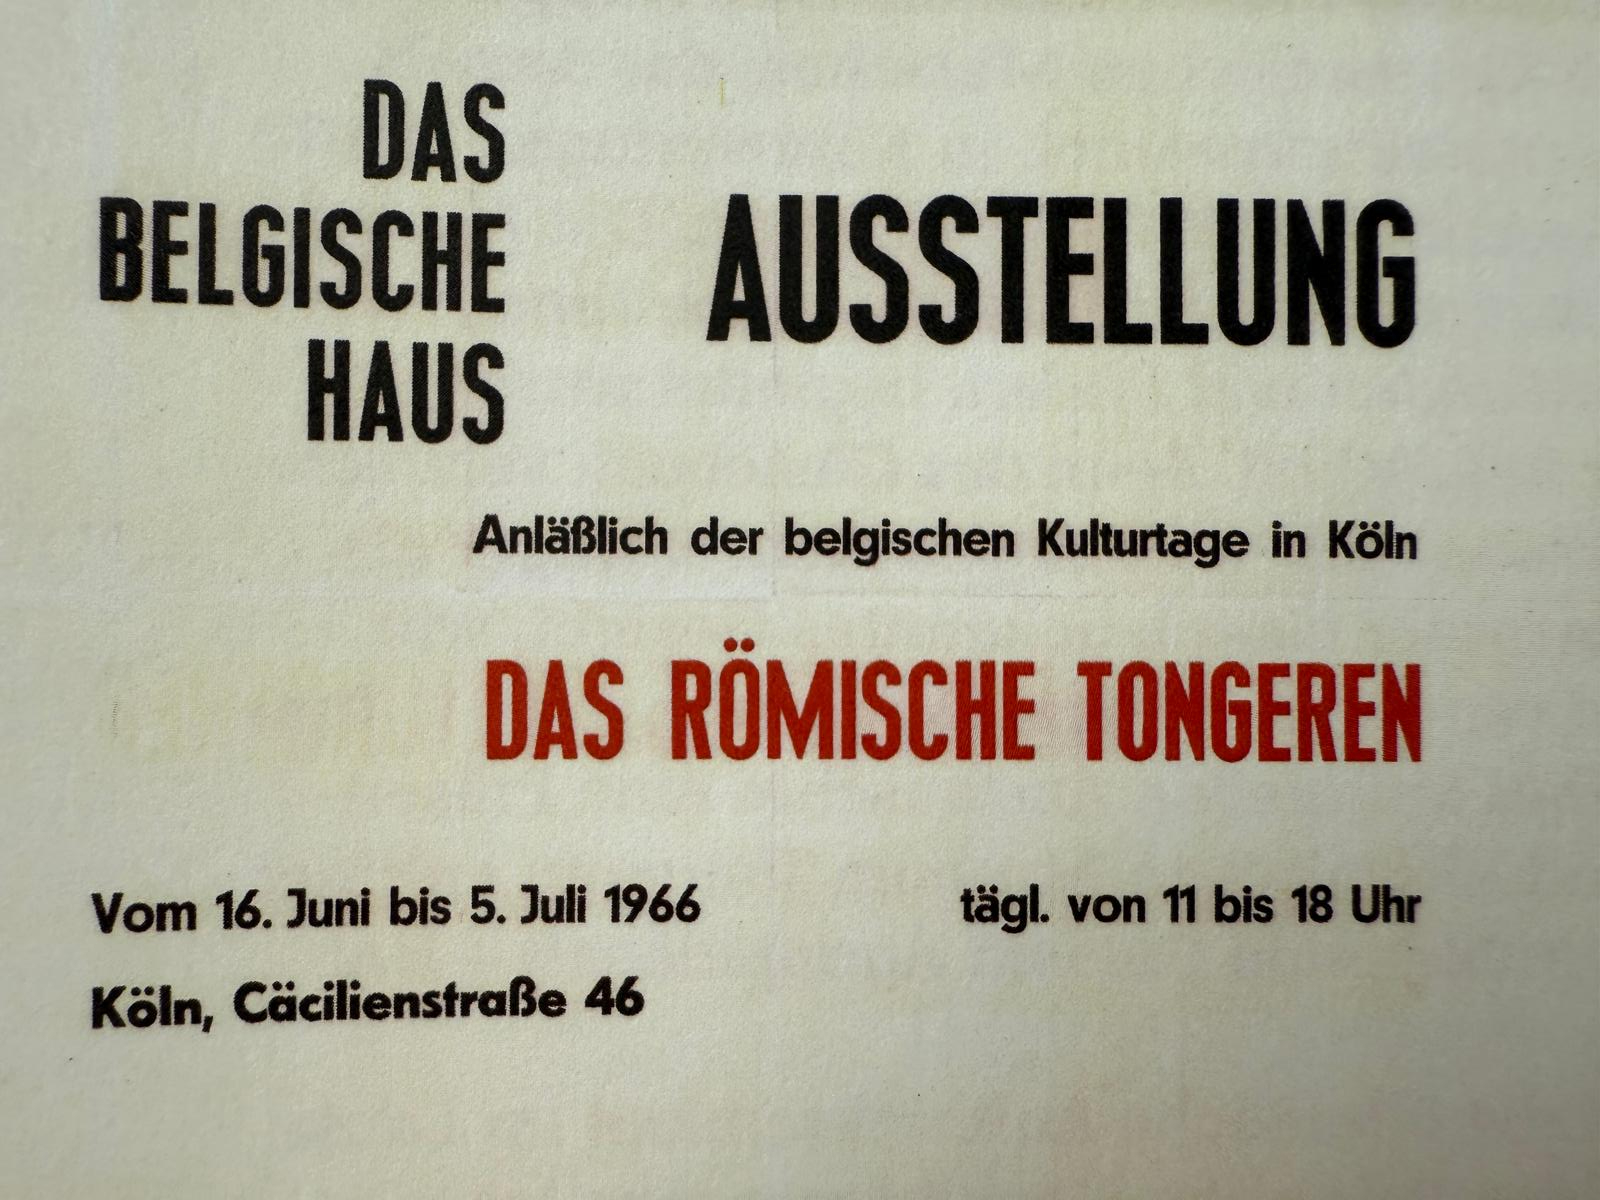 DAS
BELGISCHE
HAUS
AUSSTELLUNG
Anläßlich der belgischen Kulturtage in Köln
DAS RÖMISCHE TONGEREN
Vom 16. Juni bis 5. Juli 1966
tägl. von 11 bis 18 Uhr
Köln, Cäcilienstraße 46